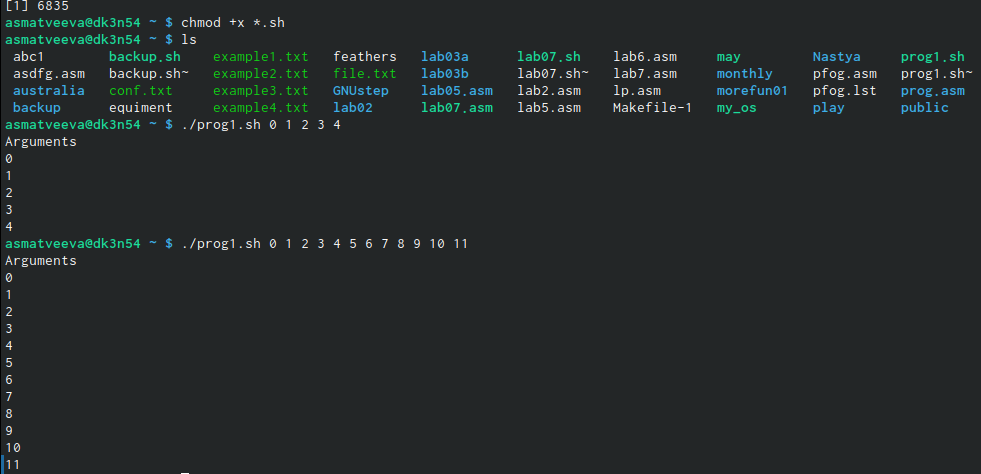 [1] 6835
asmatveeva@dk3n54 ~ $ chmod +x *.sh
asmatveeva@dk3n54 ~ $ ls
abc1 backup.sh example1.txt feathers lab03a lab07.sh lab6.asm may Nastya prog1.sh
asdfg.asm backup.sh~ example2.txt file.txt lab03b lab07.sh~ lab7.asm monthly pfog.asm prog1.sh~
australia conf.txt example3.txt GNUstep lab05.asm lab2.asm lp.asm morefun01 pfog.lst prog.asm
backup equiment example4.txt lab02 lab07.asm lab5.asm Makefile-1 my_os play public
asmatveeva@dk3n54 ~ $ ./prog1.sh 0 1 2 3 4
Arguments
0
1
2
3
4
asmatveeva@dk3n54 ~ $ ./prog1.sh 0 1 2 3 4 5 6 7 8 9 10 11
Arguments
0
1
2
3
4
5
6
7
8
9
10
11